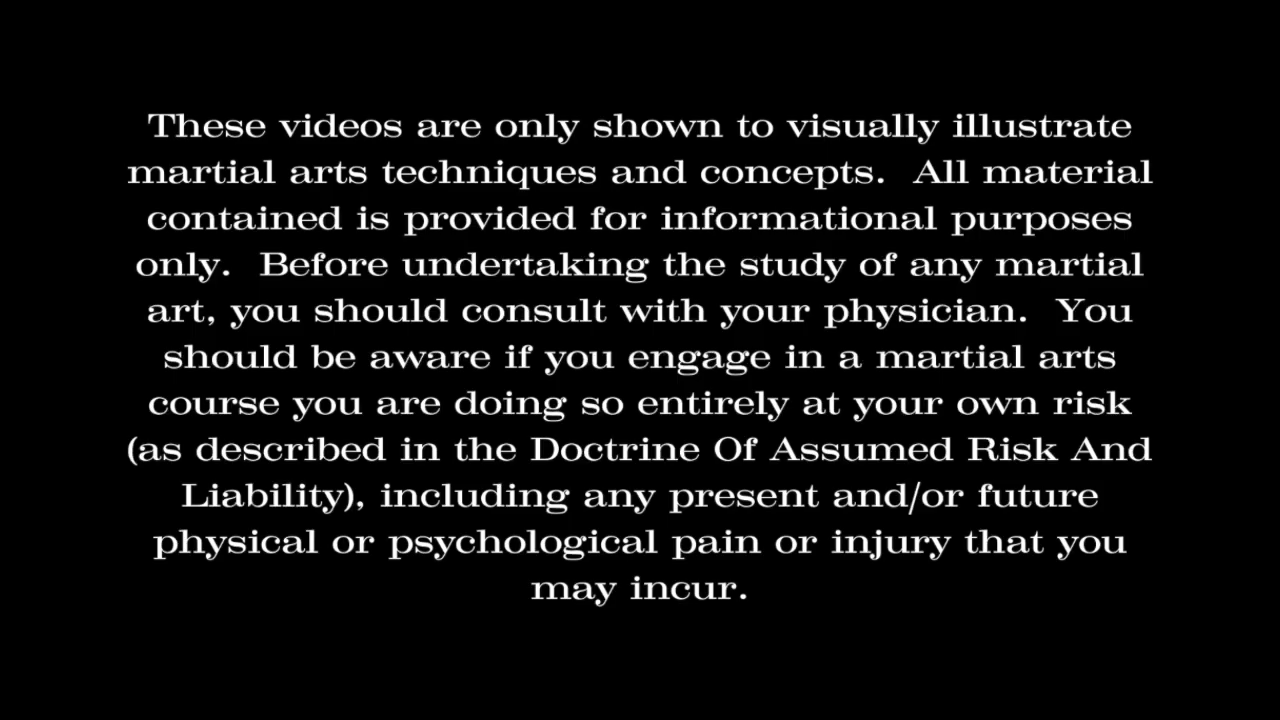 These videos are only shown to visually illustrate
martial arts techniques and concepts.  All material
contained is provided for informational purposes
only.  Before undertaking the study of any martial
art, you should consult with your physician.  You
should be aware if you engage in a martial arts
course you are doing so entirely at your own risk
(as described in the Doctrine Of Assumed Risk And
Liability), including any present and/or future
physical or psychological pain or injury that you
may incur.